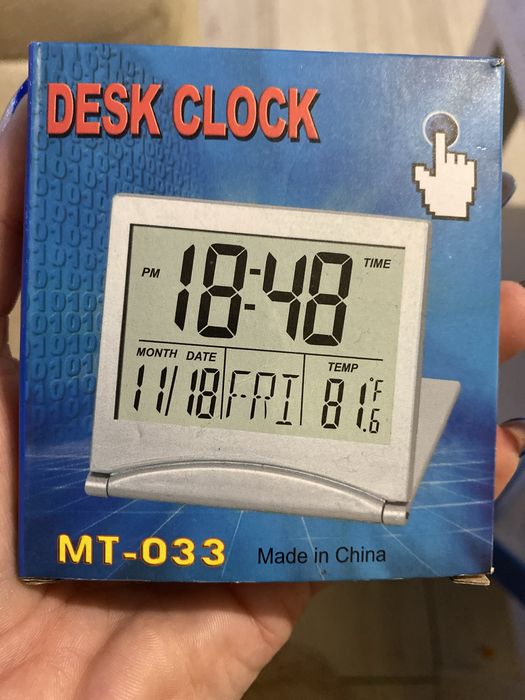 DESK CLOCK
PM 18-48 TIME
MONTH DATE TEMP
11/18 FRI 81.6 °F
MT-033 Made in China